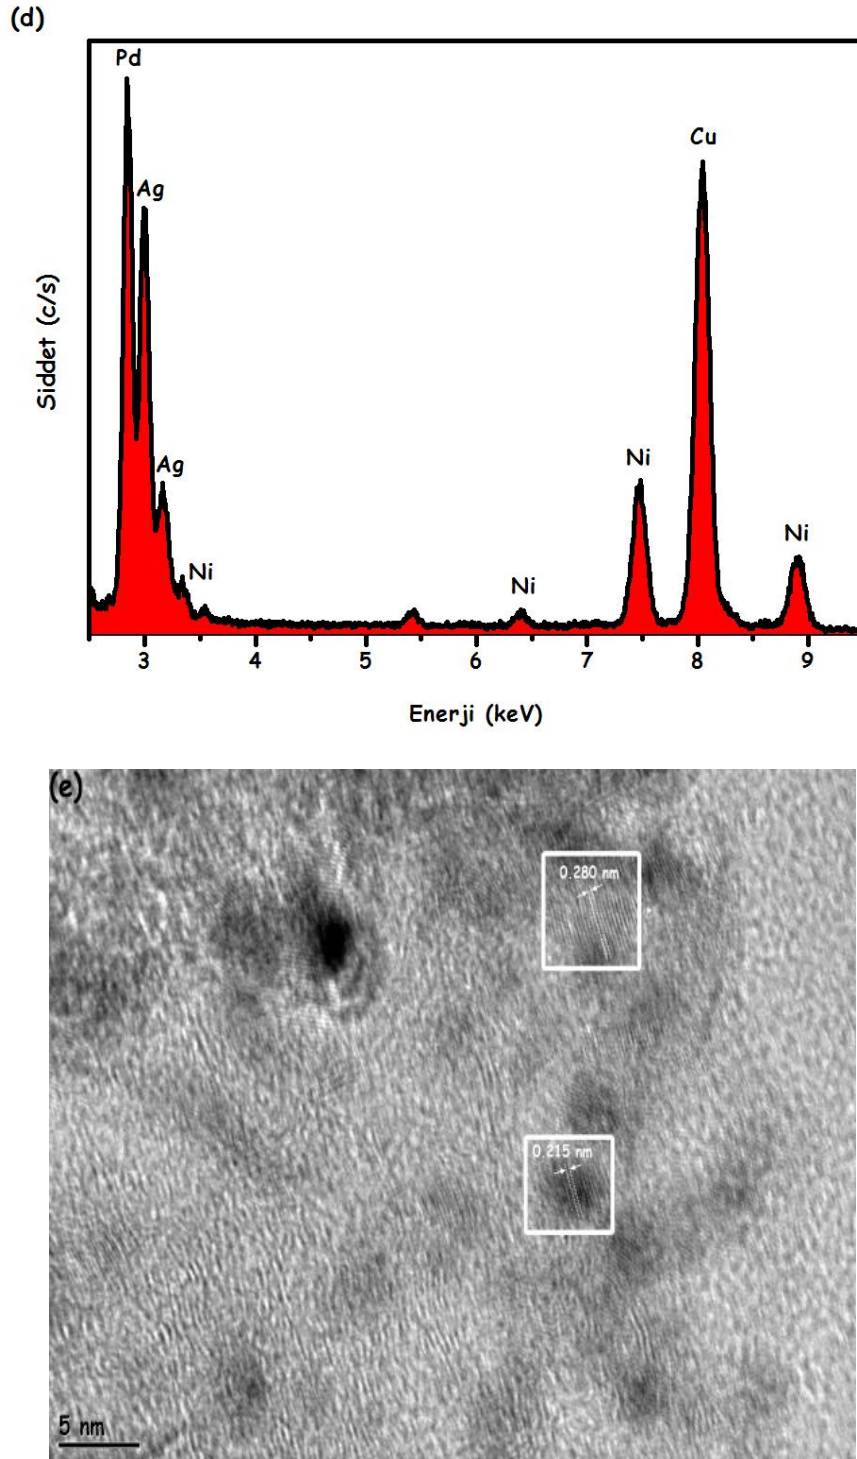 (d)
Pd
Ag
Cu
Ag
Ni
Ni
Ni
Ni
Siddet (c/s)
3 4 5 6 7 8 9
Enerji (keV)
(e)
0.280 nm
0.215 nm
5 nm